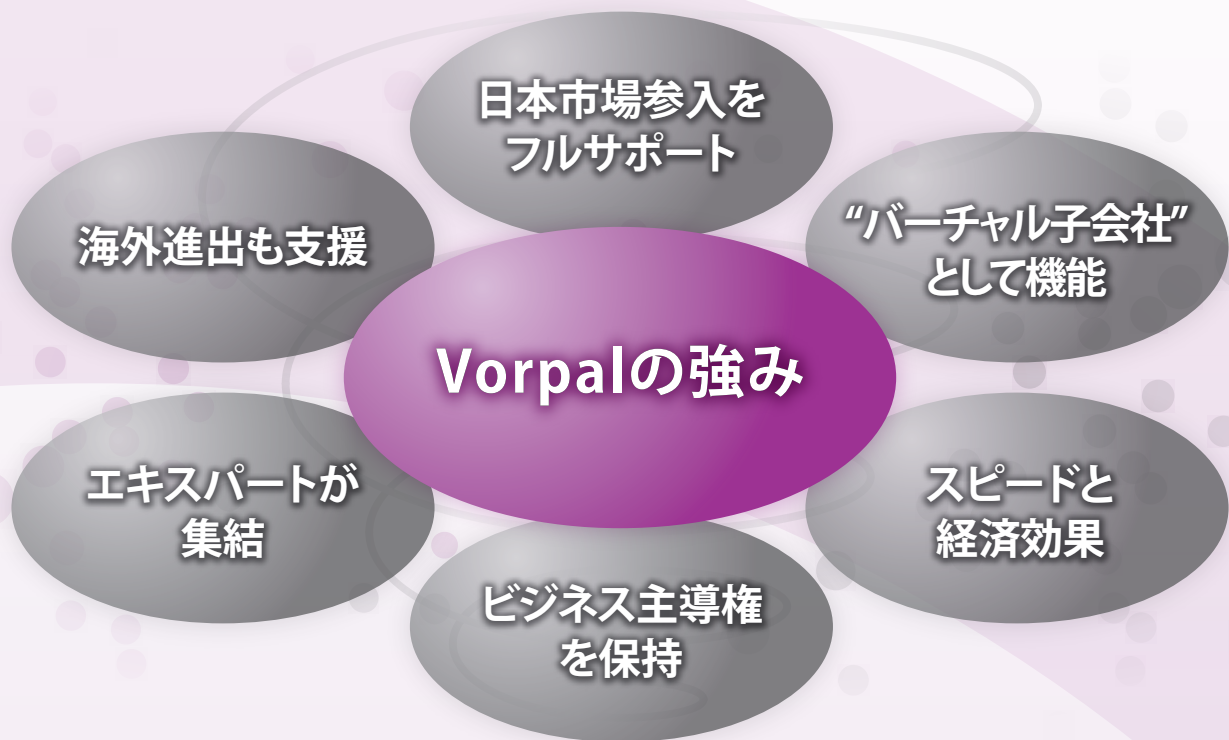 日本市場参入を
フルサポート
海外進出も支援
“バーチャル子会社”
として機能
Vorpalの強み
エキスパートが
集結
スピードと
経済効果
ビジネス主導権
を保持